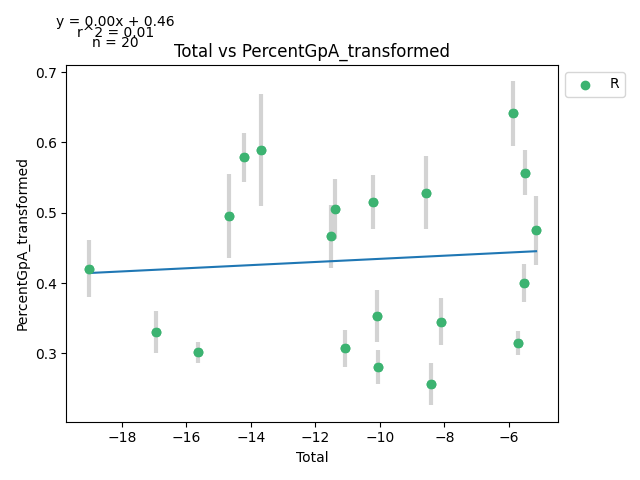 y = 0.00x + 0.46
r^2 = 0.01
n = 20
Total vs PercentGpA_transformed
R
PercentGpA_transformed
0.7
0.6
0.5
0.4
0.3
−18 −16 −14 −12 −10 −8 −6
Total